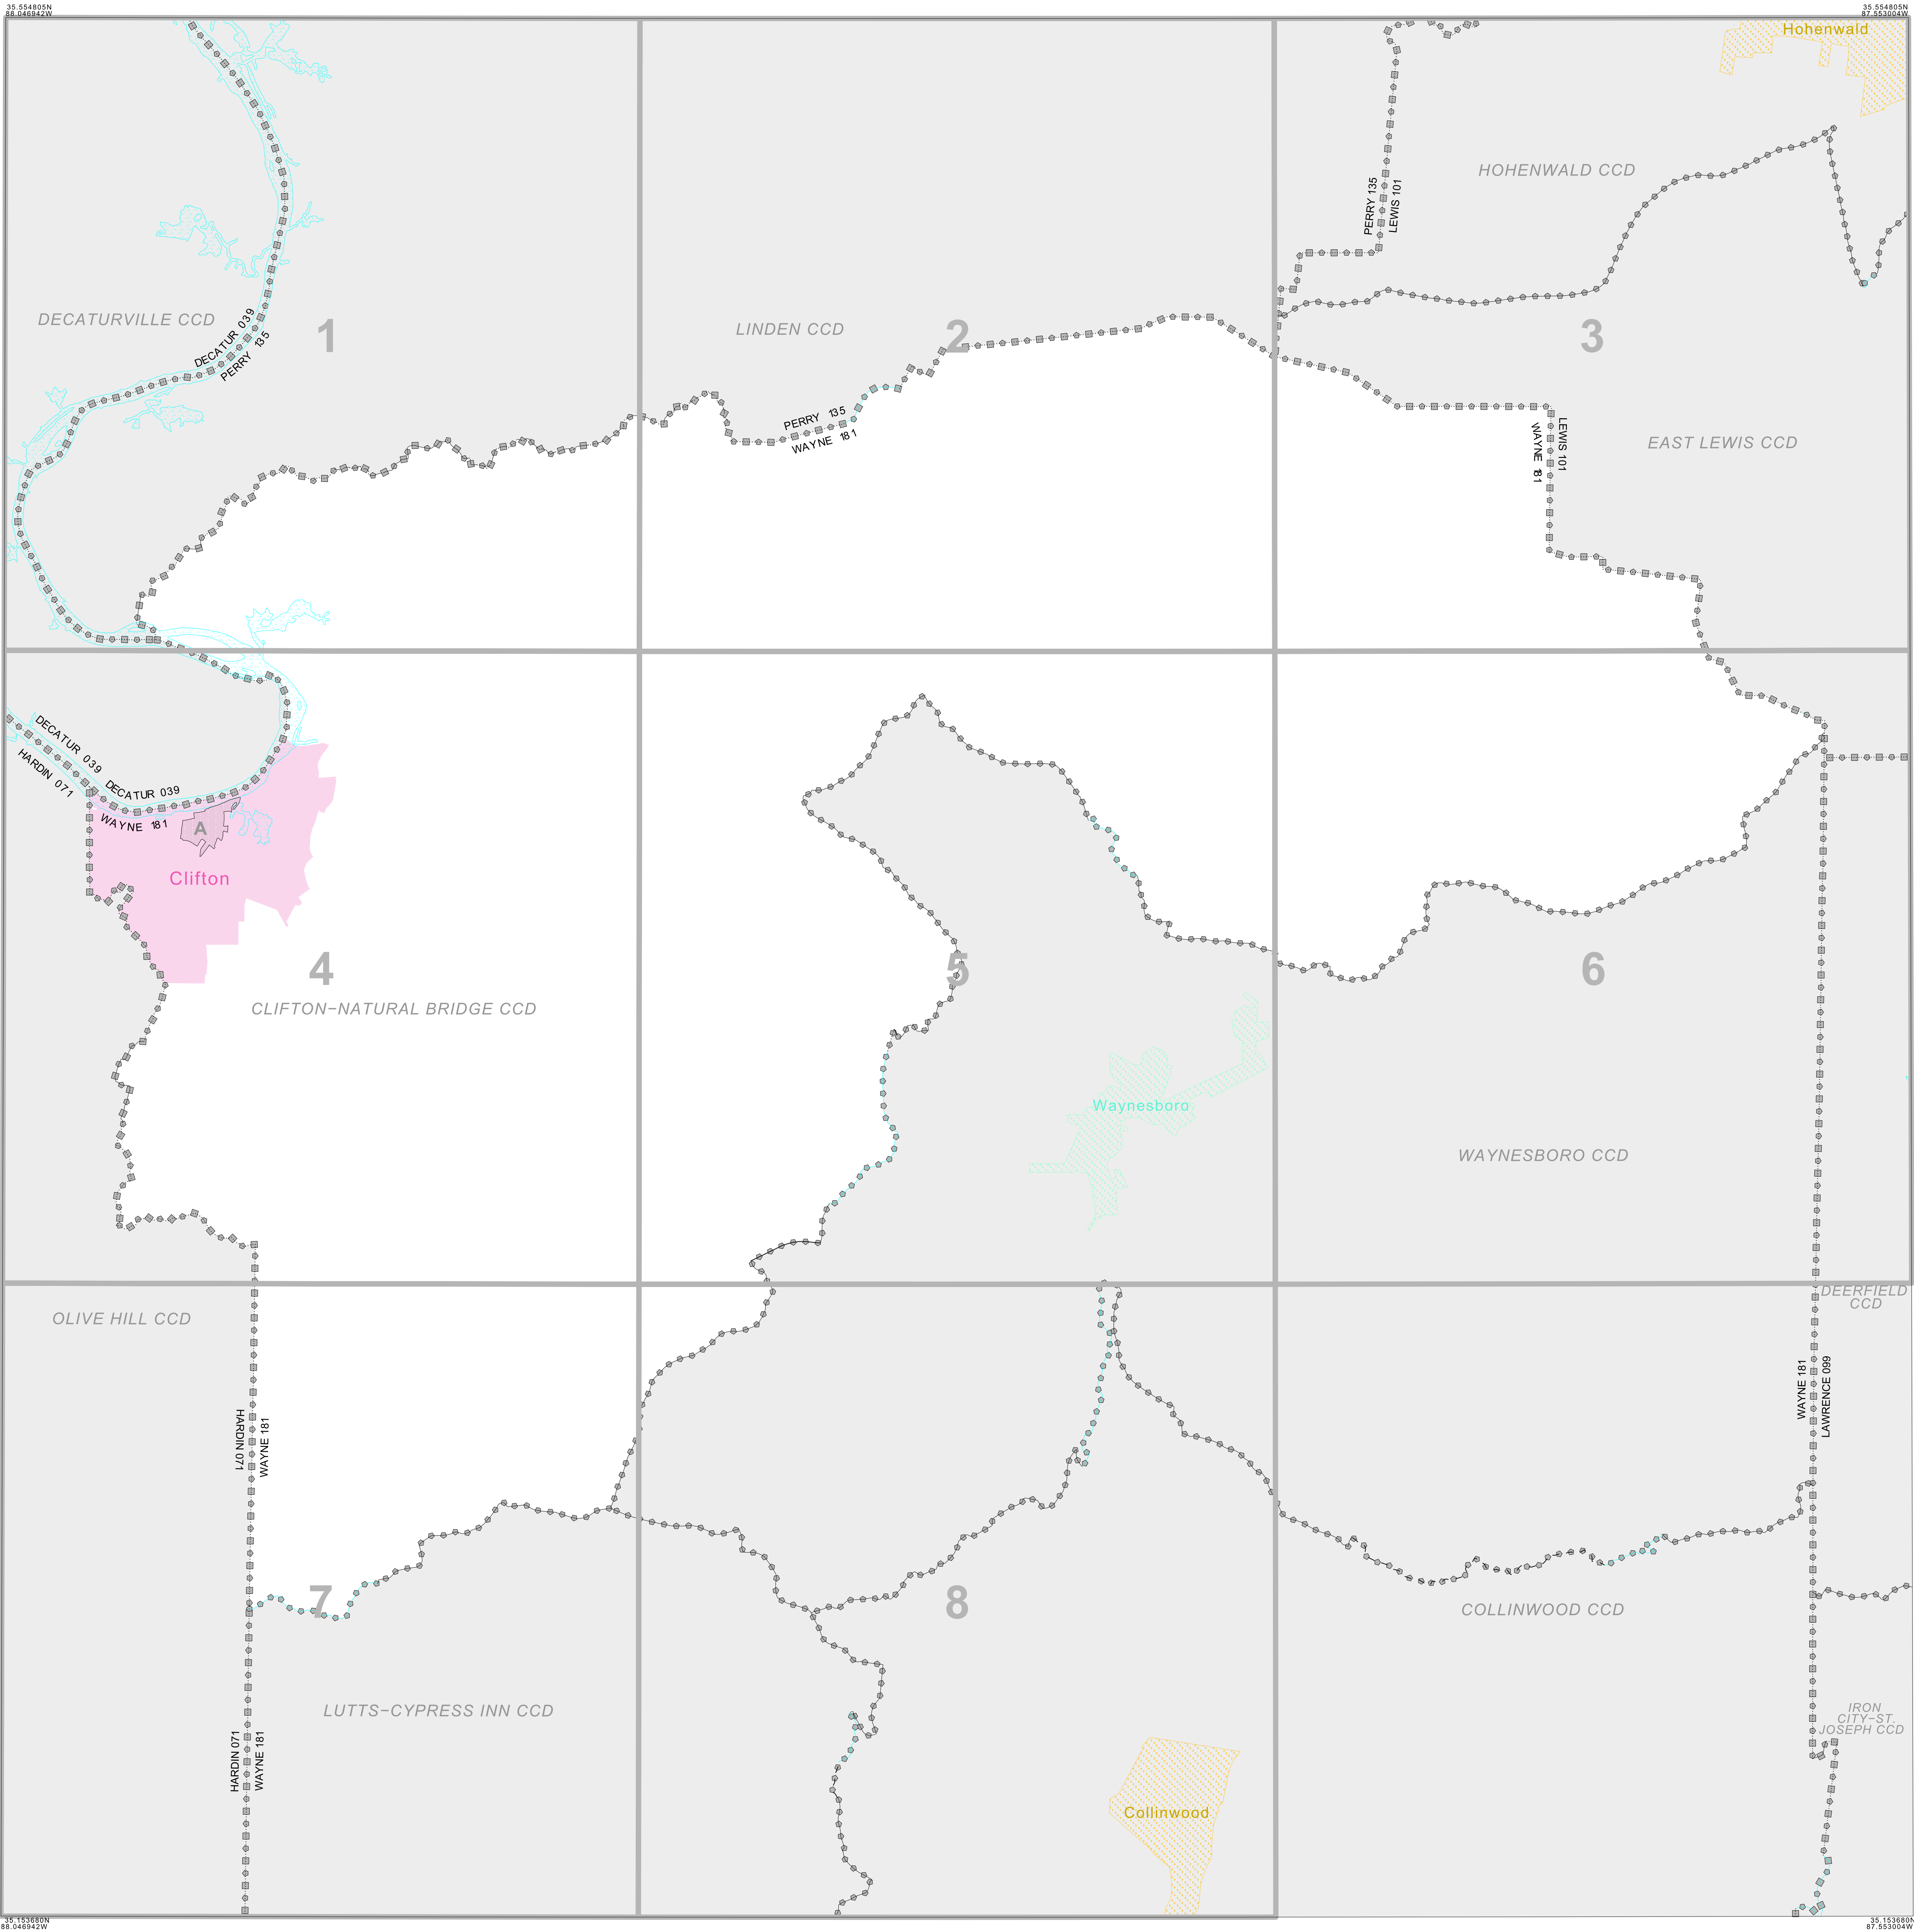 35.554805N
88.046942W
35.554805N
87.553004W
Hohenwald
HOHENWALD CCD
PERRY 135
LEWIS 101
DECATURVILLE CCD
DECATUR 039
PERRY 135
1
LINDEN CCD
2
3
PERRY 135
WAYNE 181
LEWIS 101
WAYNE 181
EAST LEWIS CCD
DECATUR 039
HARDIN 071
DECATUR 039
WAYNE 181
A
Clifton
4
5
6
CLIFTON–NATURAL BRIDGE CCD
Waynesboro
WAYNESBORO CCD
OLIVE HILL CCD
DEERFIELD
CCD
HARDIN 071
WAYNE 181
WAYNE 181
LAWRENCE 099
7
8
COLLINWOOD CCD
LUTTS–CYPRESS INN CCD
HARDIN 071
WAYNE 181
IRON
CITY–ST.
JOSEPH CCD
Collinwood
35.153680N
88.046942W
35.153680N
87.553004W